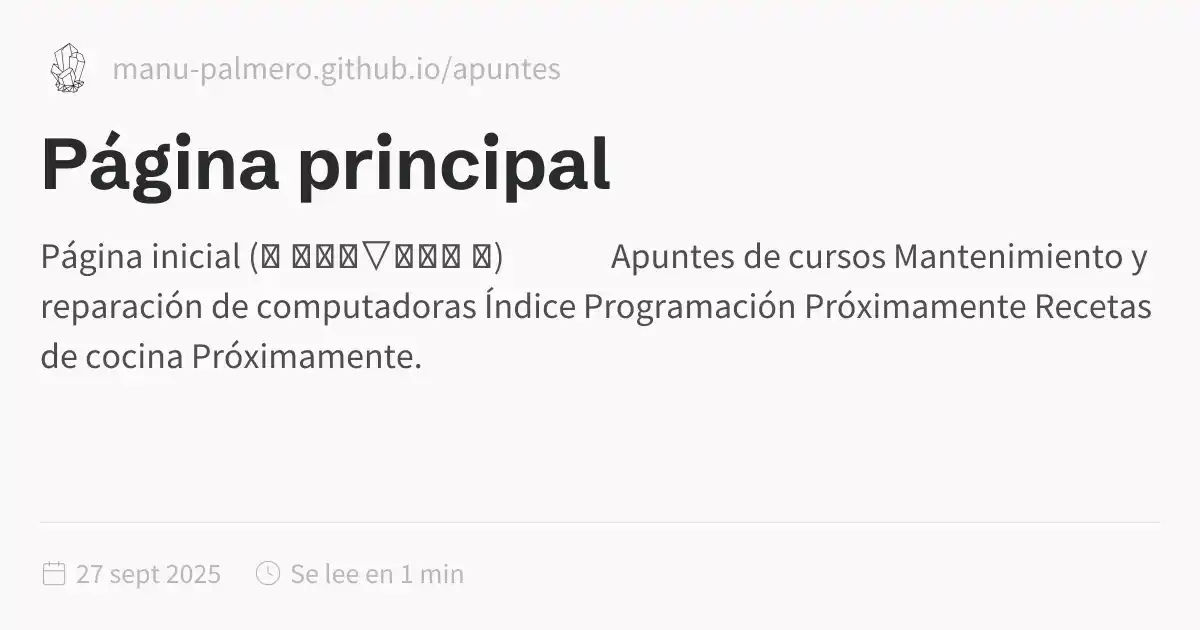 manu-palmero.github.io/apuntes
Página principal
Página inicial ( ▽ ) Apuntes de cursos Mantenimiento y
reparación de computadoras Índice Programación Próximamente Recetas
de cocina Próximamente.
27 sept 2025 Se lee en 1 min